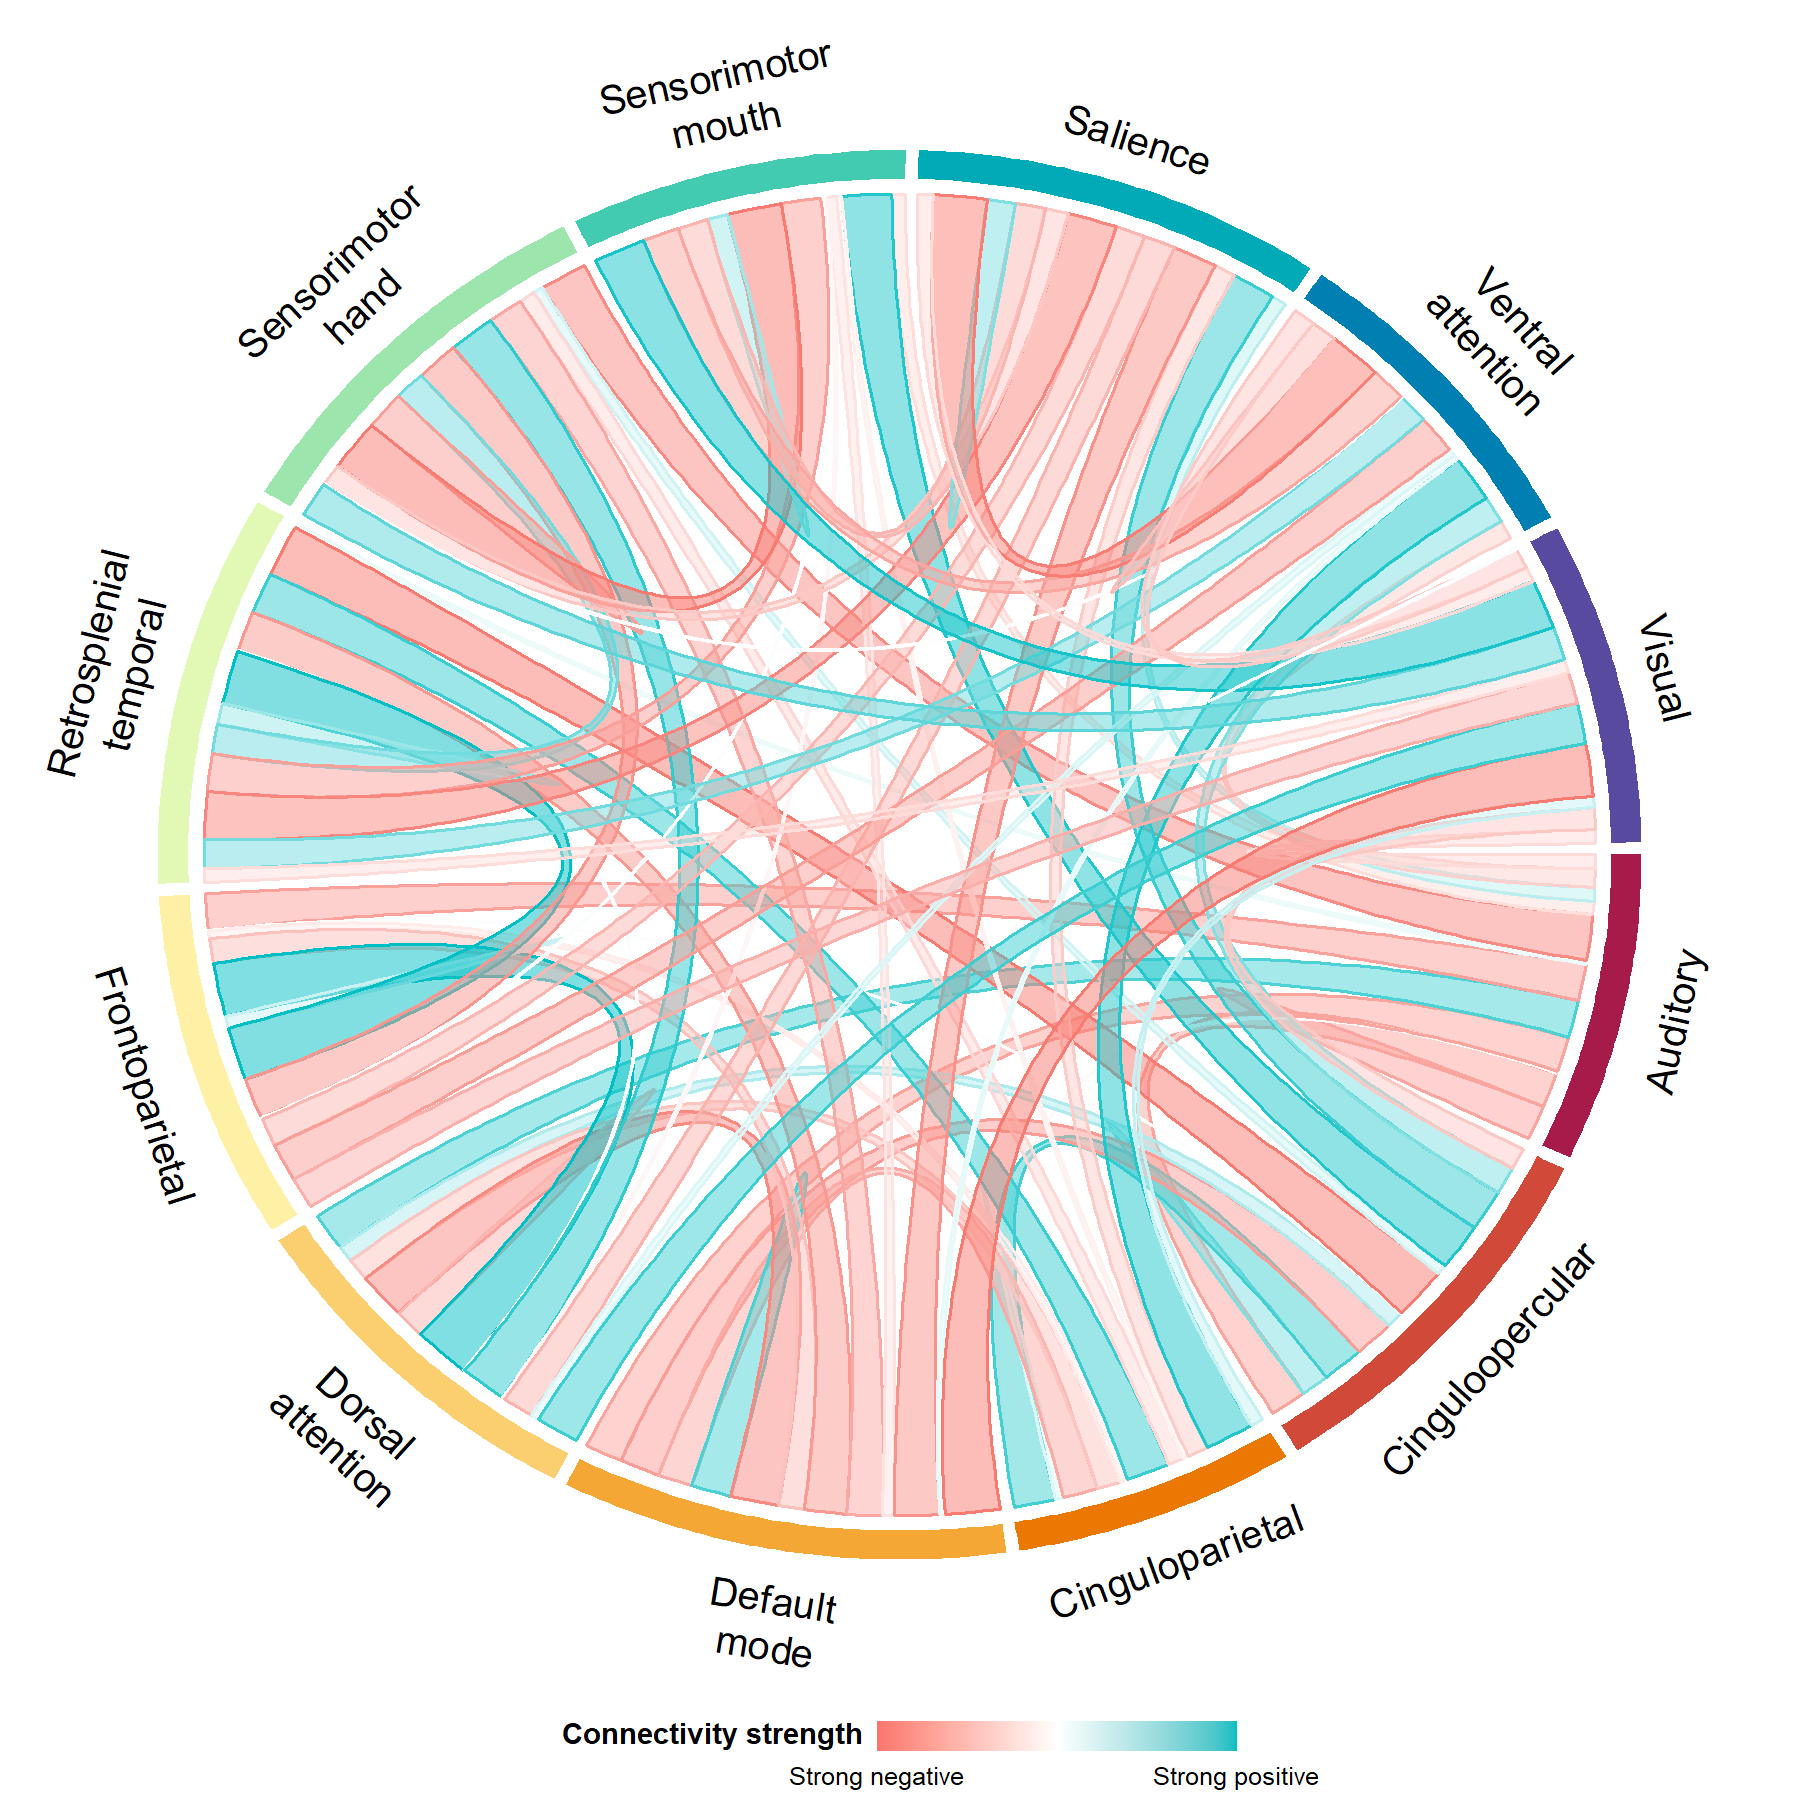 Sensorimotor
mouth
Salience
Ventral
attention
Visual
Auditory
Cinguloopercular
Cinguloparietal
Default
mode
Dorsal
attention
Frontoparietal
Retrosplenial
temporal
Sensorimotor
hand
Connectivity strength
Strong negative
Strong positive